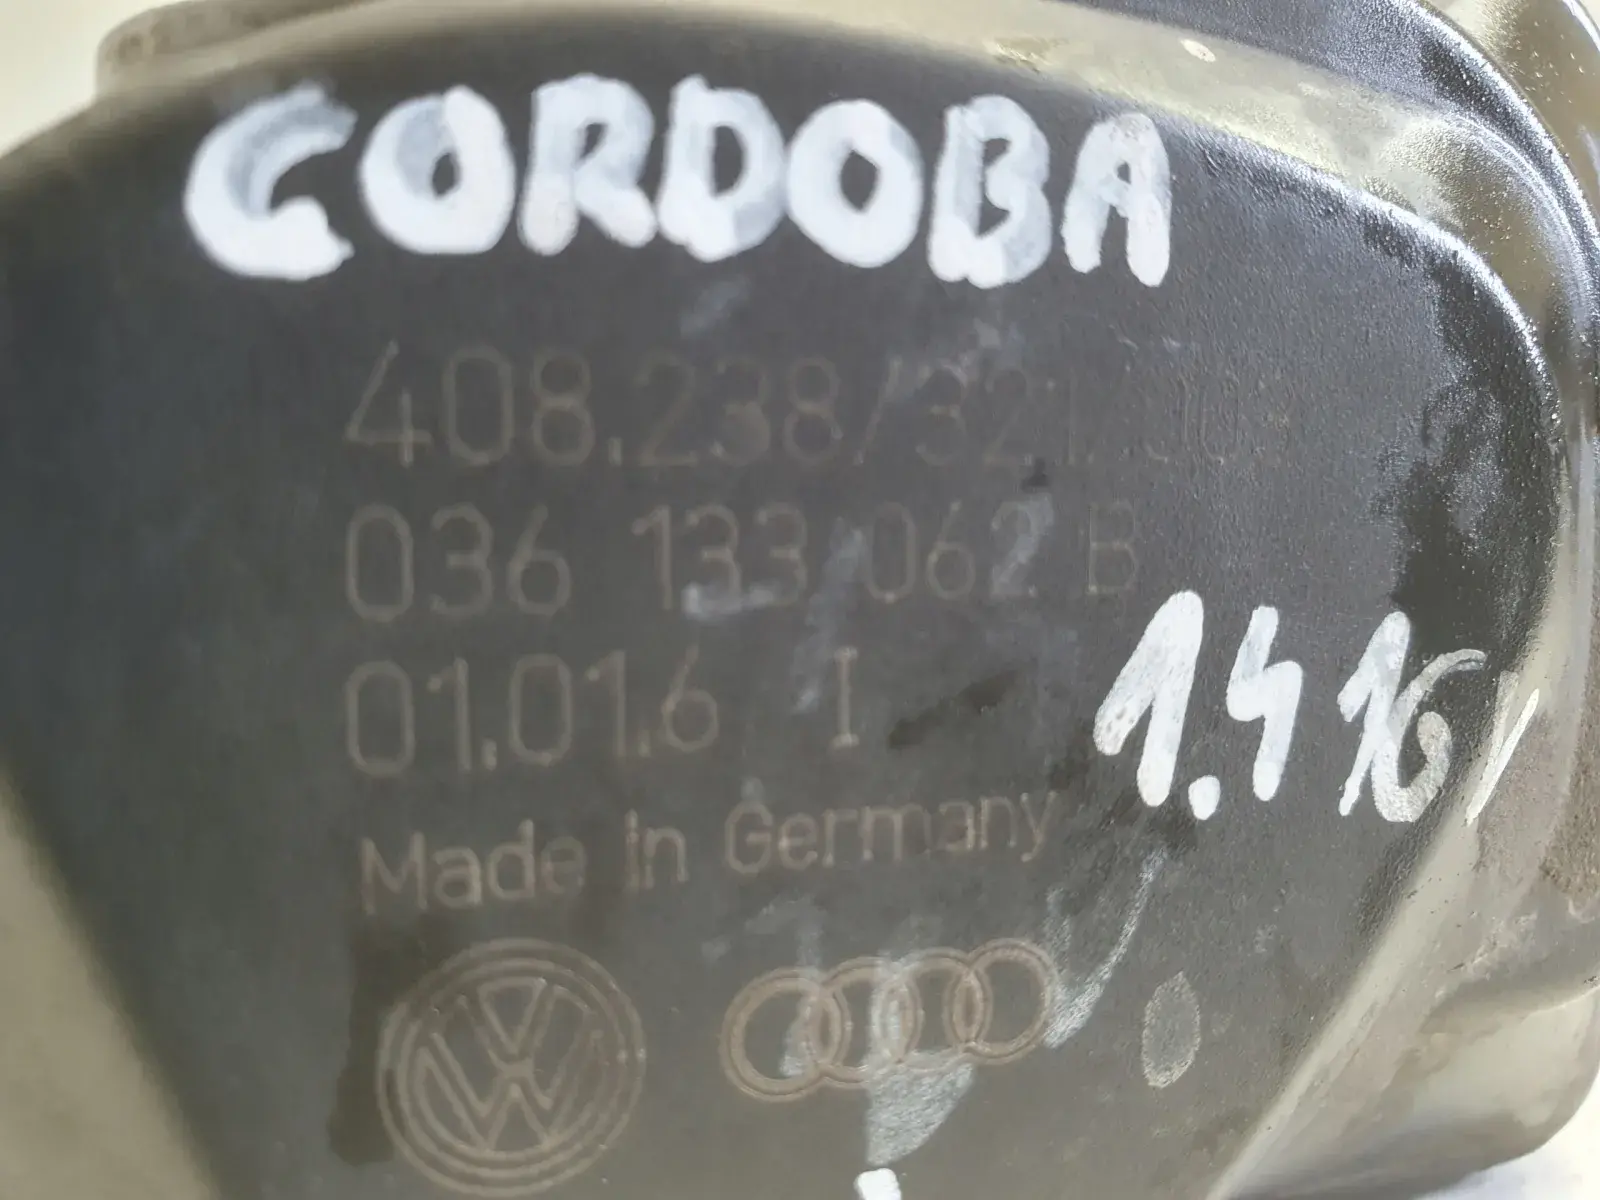 CORDOBA
408.238/321/
036 133 062 B
01.01.6 I
1.4 16V
Made in Germany